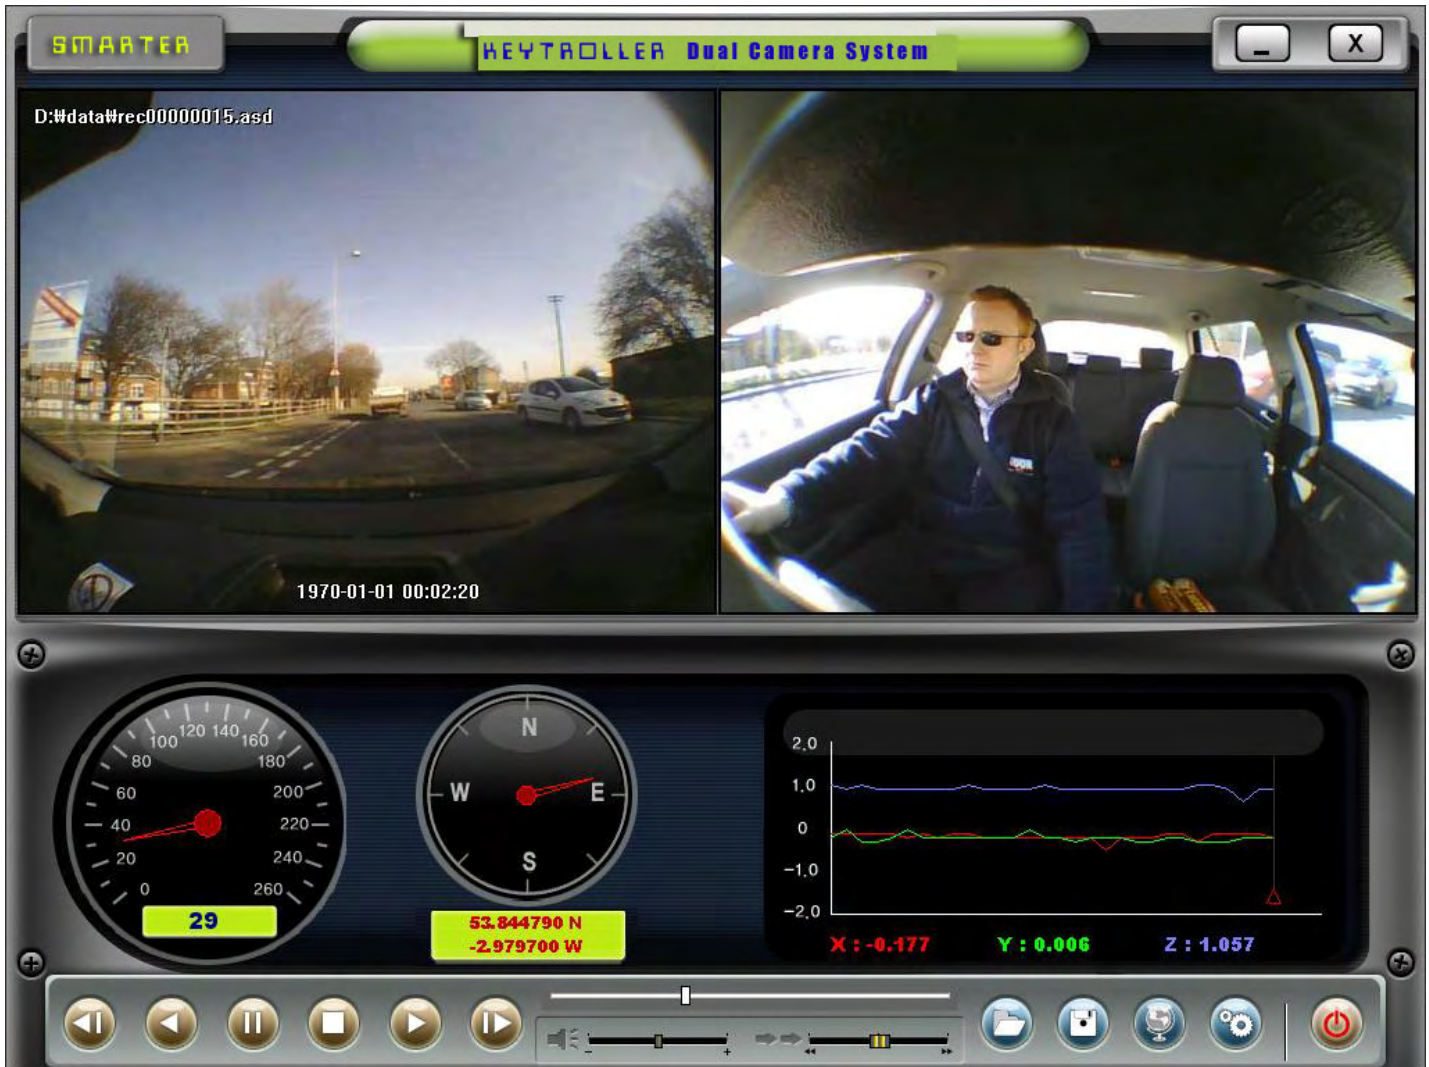 SMARTER
KEYTROLLER Dual Camera System
X
D:₩data₩rec00000015.asd
1970-01-01 00:02:20
0 20 40 60 80 100 120 140 160 180 200 220 240 260
29
N
W E
S
53.844790 N
-2.979700 W
2.0
1.0
0
-1.0
-2.0
X : -0.177 Y : 0.006 Z : 1.057
- +